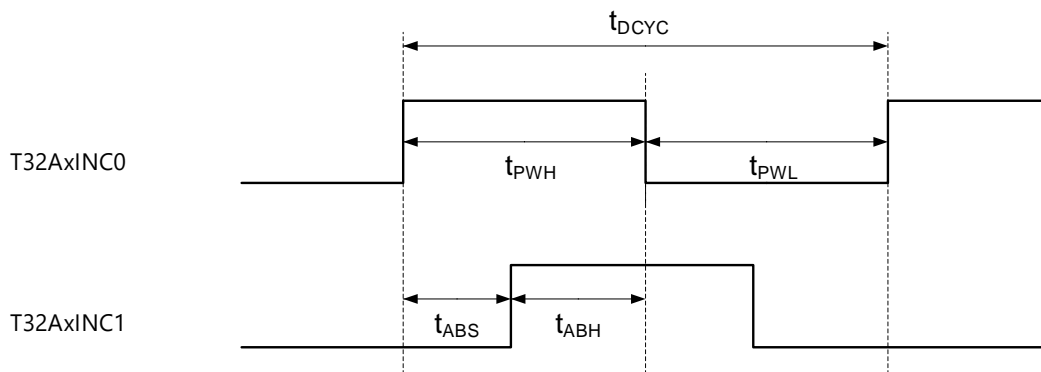 tDCYC
T32AxINC0
tPWH
tPWL
T32AxINC1
tABS
tABH